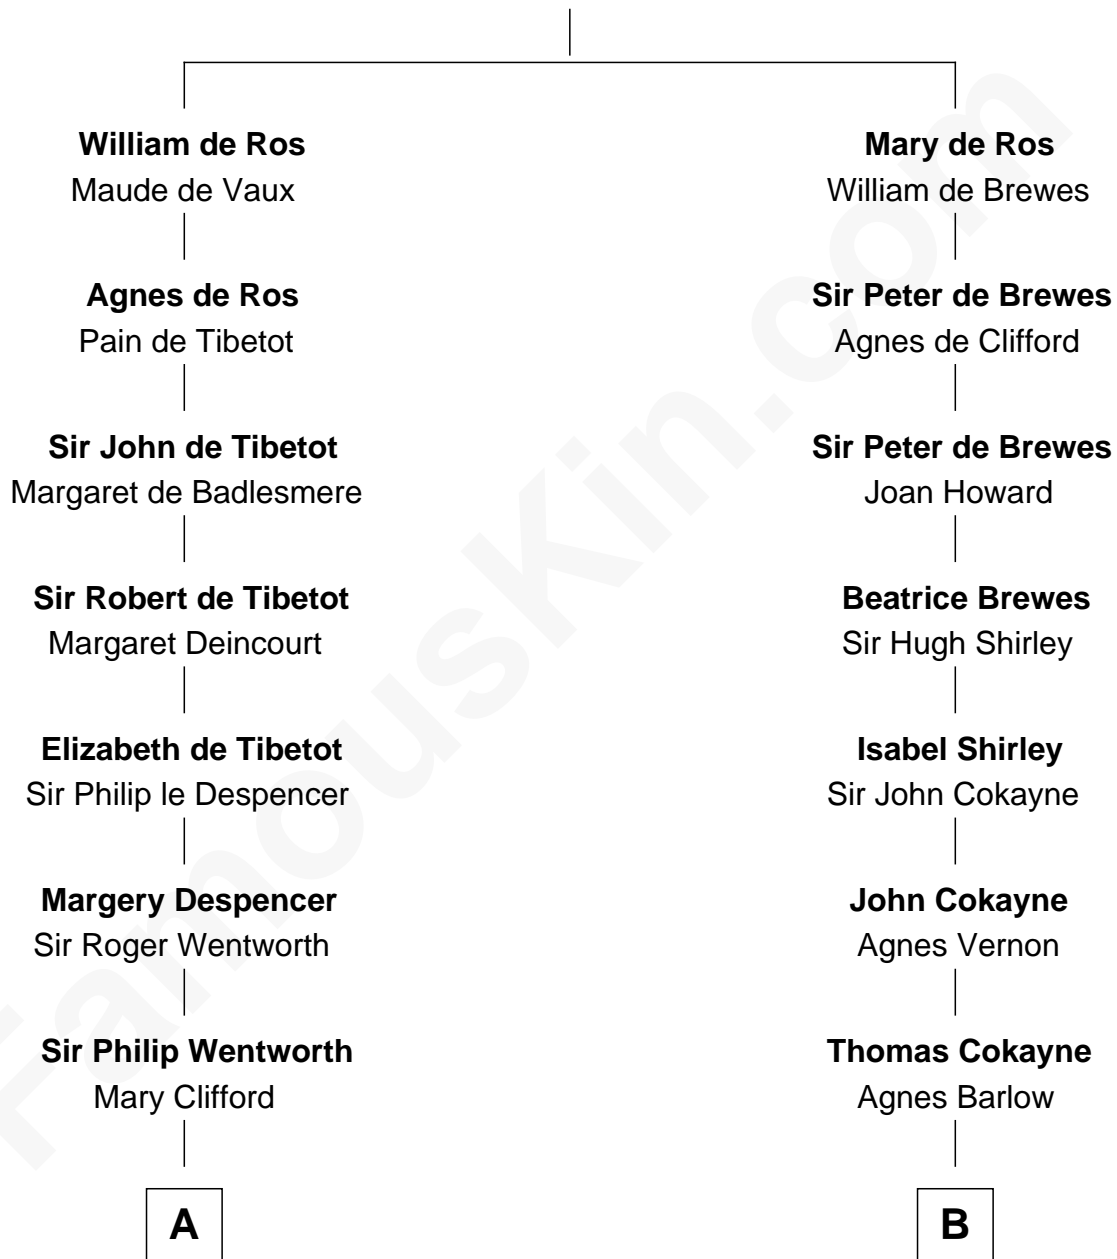 William de Ros
Maude de Vaux
Mary de Ros
William de Brewes
Agnes de Ros
Pain de Tibetot
Sir Peter de Brewes
Agnes de Clifford
Sir John de Tibetot
Margaret de Badlesmere
Sir Peter de Brewes
Joan Howard
Sir Robert de Tibetot
Margaret Deincourt
Beatrice Brewes
Sir Hugh Shirley
Elizabeth de Tibetot
Sir Philip le Despencer
Isabel Shirley
Sir John Cokayne
Margery Despencer
Sir Roger Wentworth
John Cokayne
Agnes Vernon
Sir Philip Wentworth
Mary Clifford
Thomas Cokayne
Agnes Barlow
A
B
FamousKin.com